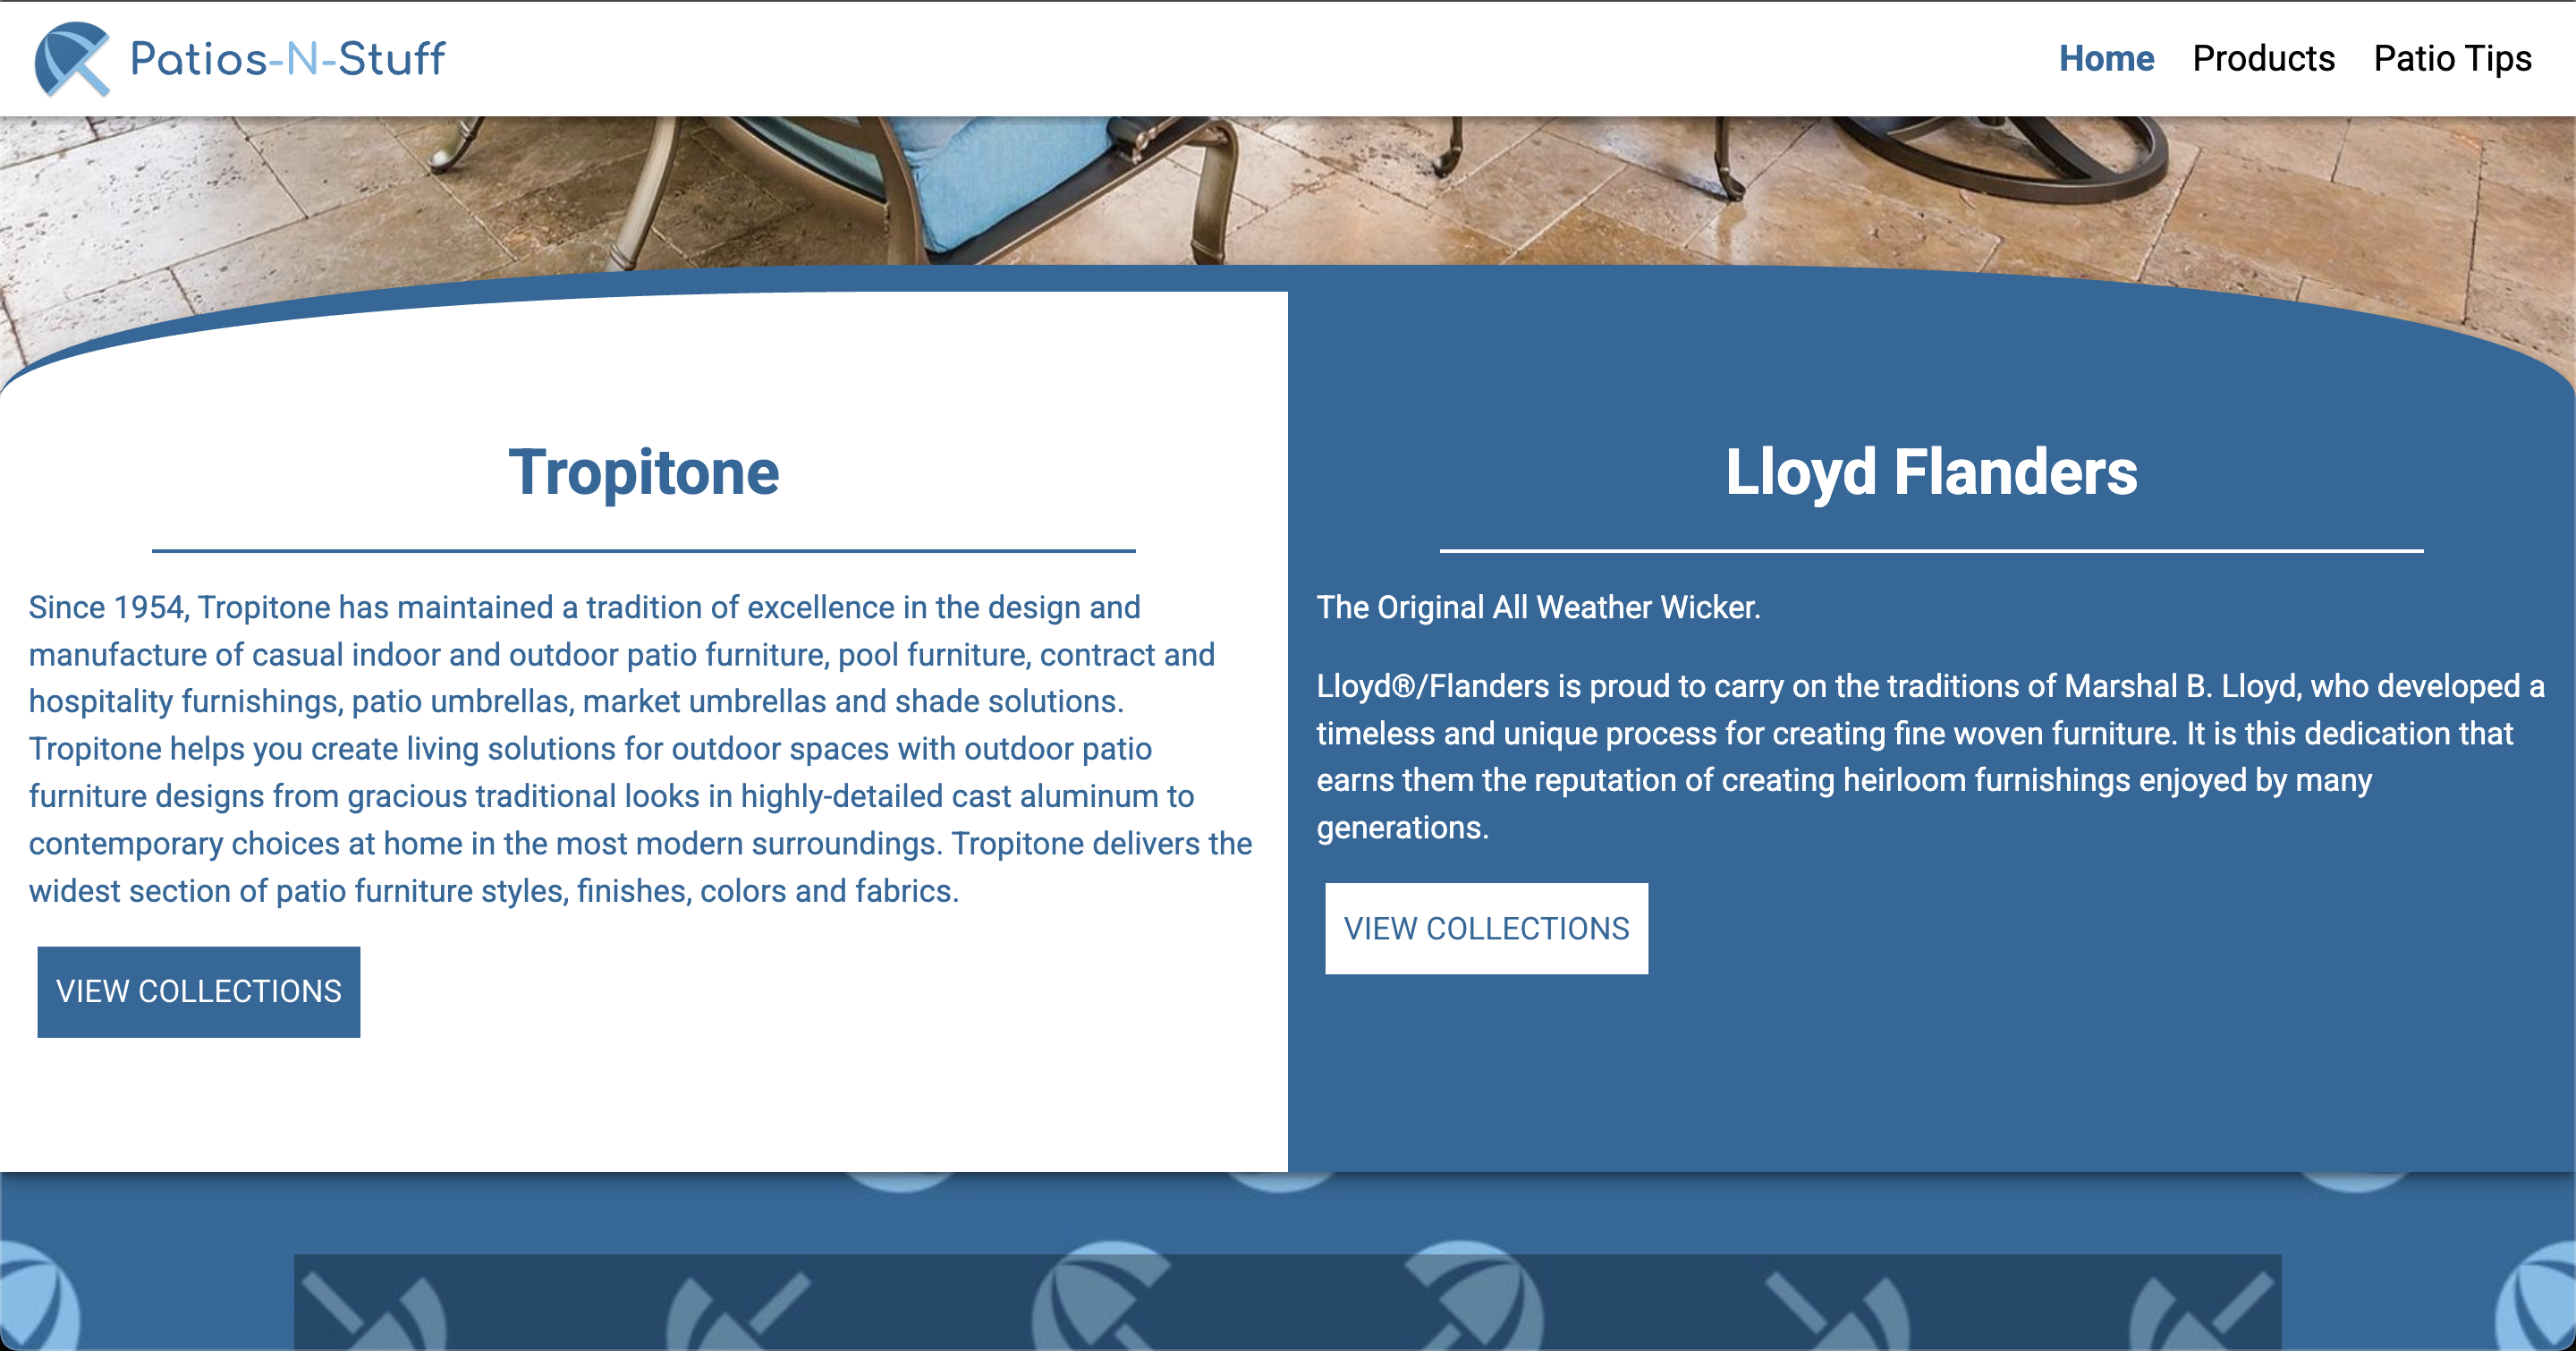 Patios-N-Stuff
Home Products Patio Tips
Tropitone
Since 1954, Tropitone has maintained a tradition of excellence in the design and
manufacture of casual indoor and outdoor patio furniture, pool furniture, contract and
hospitality furnishings, patio umbrellas, market umbrellas and shade solutions.
Tropitone helps you create living solutions for outdoor spaces with outdoor patio
furniture designs from gracious traditional looks in highly-detailed cast aluminum to
contemporary choices at home in the most modern surroundings. Tropitone delivers the
widest section of patio furniture styles, finishes, colors and fabrics.
VIEW COLLECTIONS
Lloyd Flanders
The Original All Weather Wicker.
Lloyd®/Flanders is proud to carry on the traditions of Marshal B. Lloyd, who developed a
timeless and unique process for creating fine woven furniture. It is this dedication that
earns them the reputation of creating heirloom furnishings enjoyed by many
generations.
VIEW COLLECTIONS